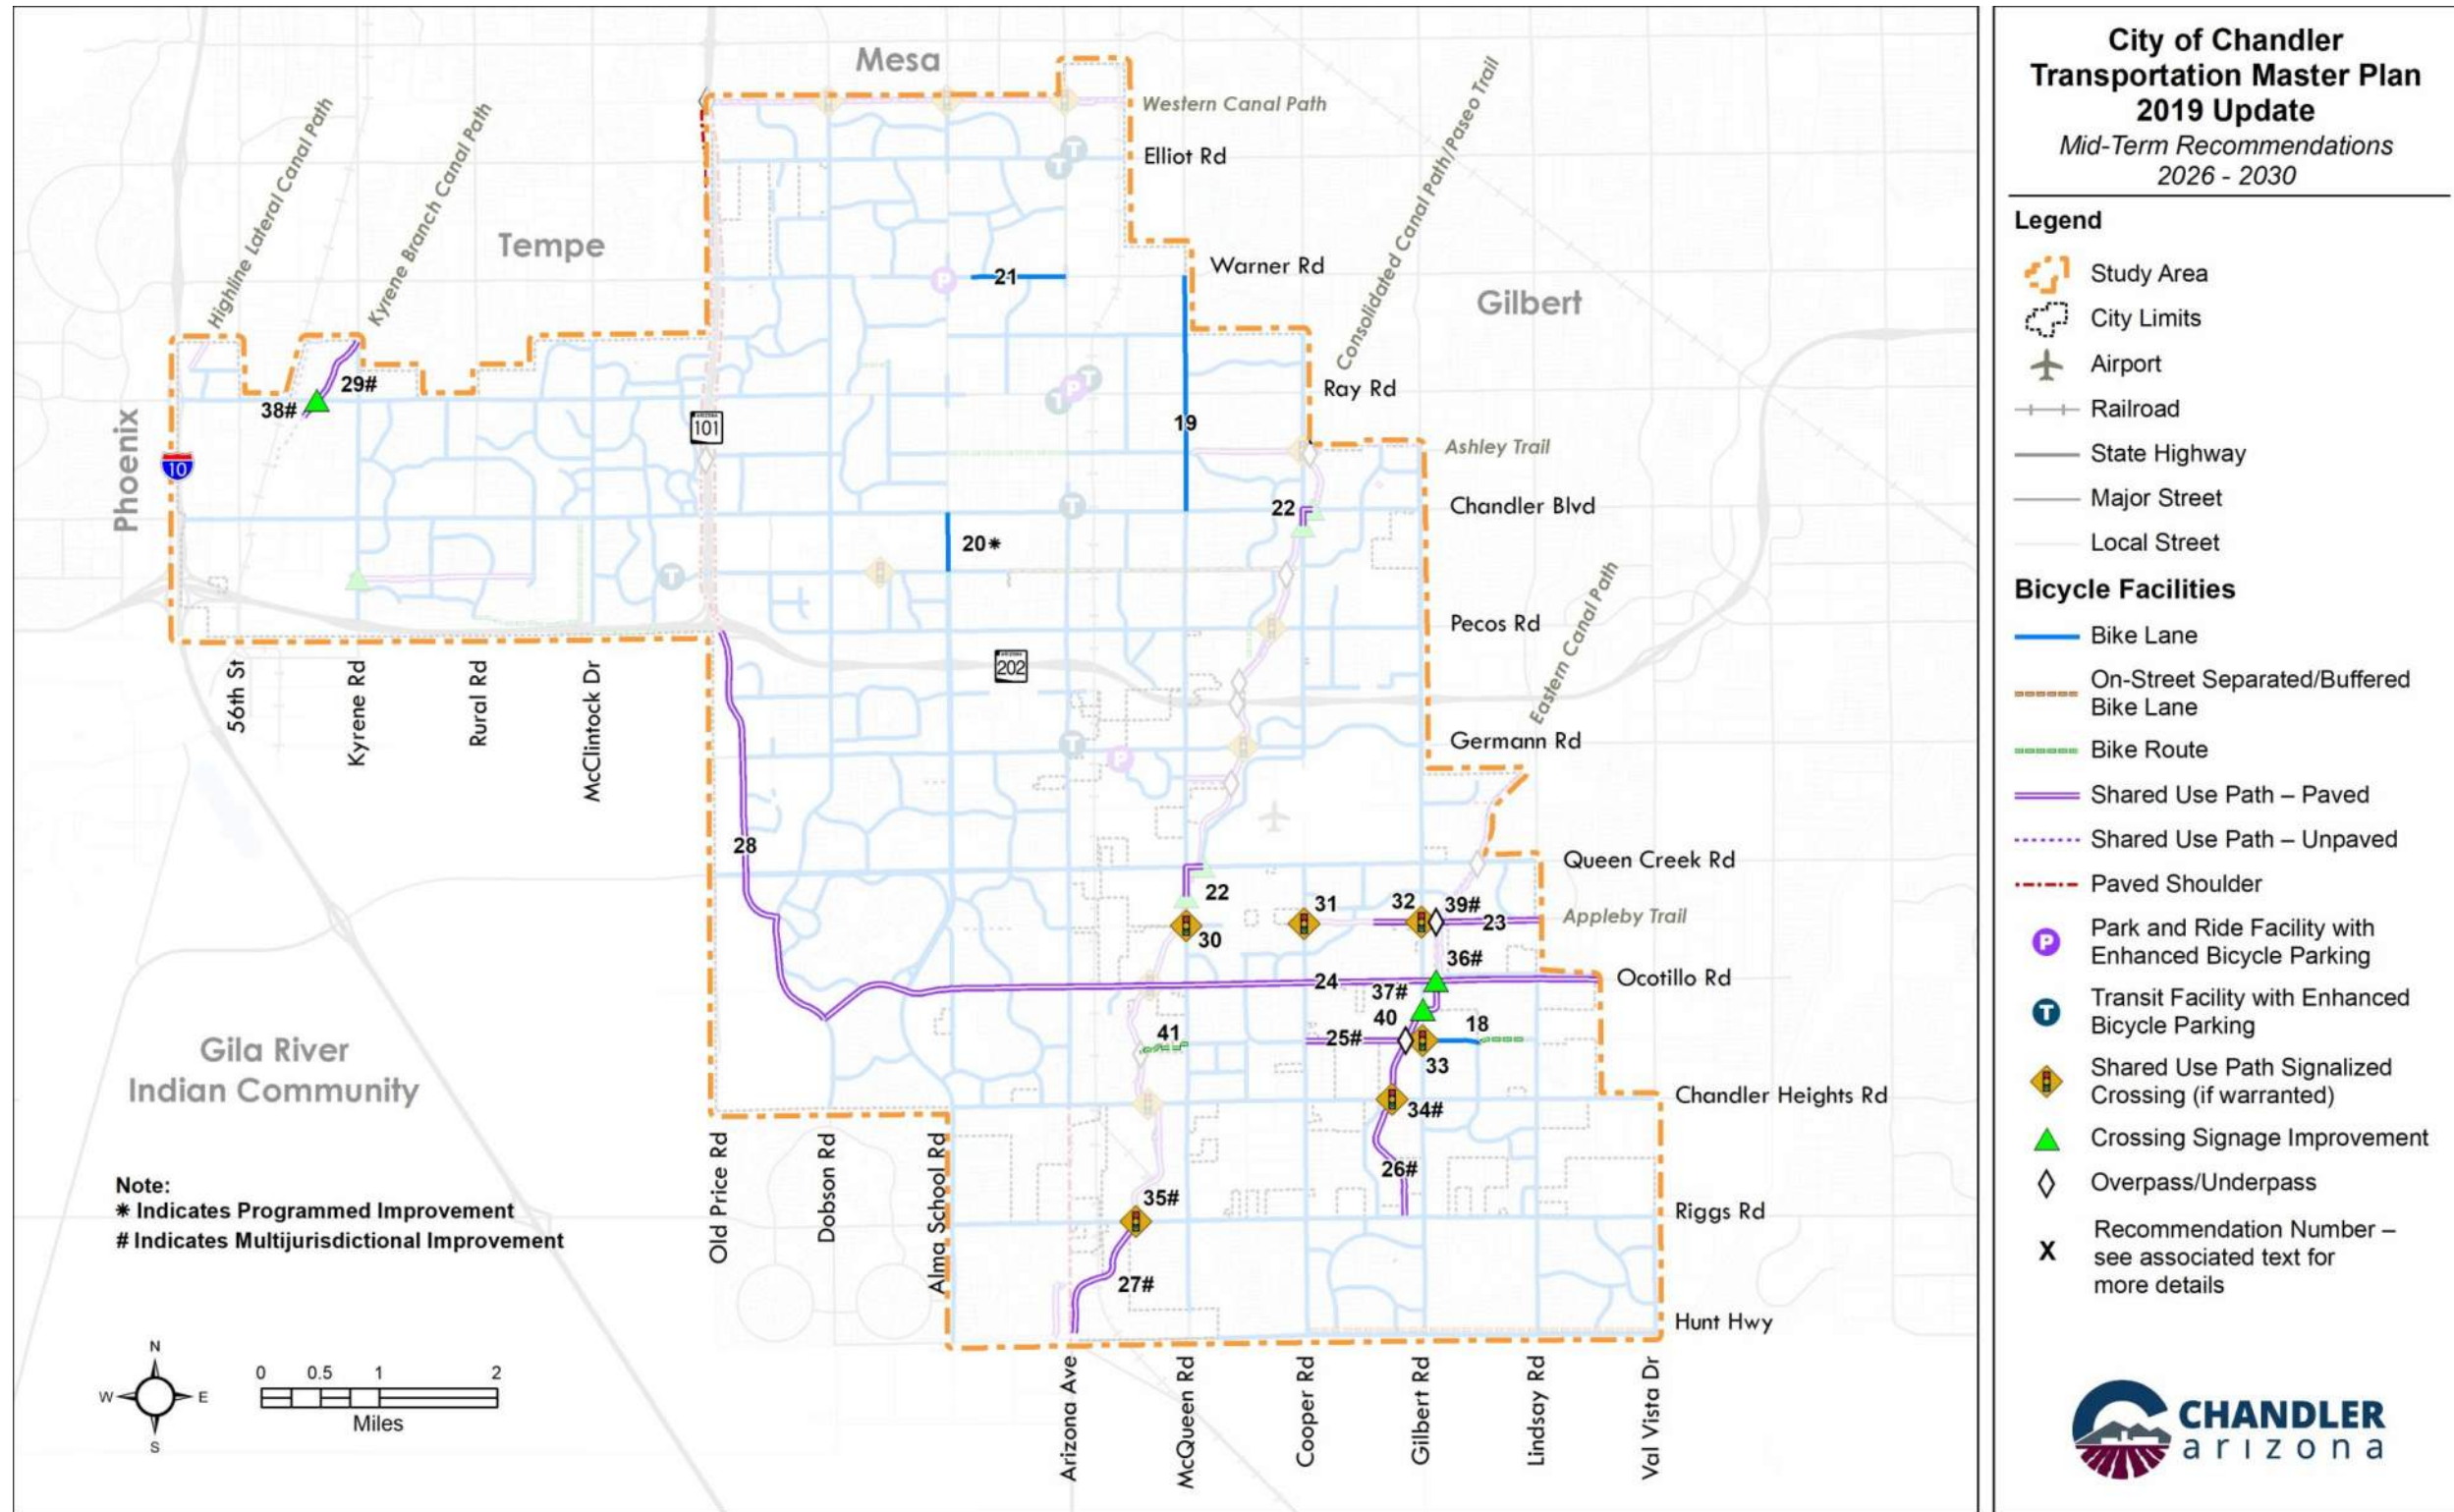 Mesa
Western Canal Path
Elliot Rd
Highline Lateral Canal Path
Kyrene Branch Canal Path
Tempe
Consolidated Canal Path/Paseo Trail
Warner Rd
Gilbert
21
29#
38#
Ray Rd
Phoenix
ARIZONA
101
19
Ashley Trail
10
22
Chandler Blvd
20*
Pecos Rd
ARIZONA
202
Eastern Canal Path
56th St
Kyrene Rd
Rural Rd
McClintock Dr
Germann Rd
28
Queen Creek Rd
22
31
32
39#
23
Appleby Trail
30
36#
24
Ocotillo Rd
37#
40
18
41
25#
33
Gila River
Indian Community
Chandler Heights Rd
34#
Old Price Rd
Dobson Rd
Alma School Rd
26#
35#
Riggs Rd
27#
Hunt Hwy
Note:
* Indicates Programmed Improvement
# Indicates Multijurisdictional Improvement
N
W
E
S
0 0.5 1 2
Miles
Arizona Ave
McQueen Rd
Cooper Rd
Gilbert Rd
Lindsay Rd
Val Vista Dr
P
P
P
T
T
T
T
T
T
T
City of Chandler
Transportation Master Plan
2019 Update
Mid-Term Recommendations
2026 - 2030
Legend
Study Area
City Limits
Airport
Railroad
State Highway
Major Street
Local Street
Bicycle Facilities
Bike Lane
On-Street Separated/Buffered
Bike Lane
Bike Route
Shared Use Path – Paved
Shared Use Path – Unpaved
Paved Shoulder
P
Park and Ride Facility with
Enhanced Bicycle Parking
T
Transit Facility with Enhanced
Bicycle Parking
Shared Use Path Signalized
Crossing (if warranted)
Crossing Signage Improvement
Overpass/Underpass
X
Recommendation Number –
see associated text for
more details
CHANDLER
arizona